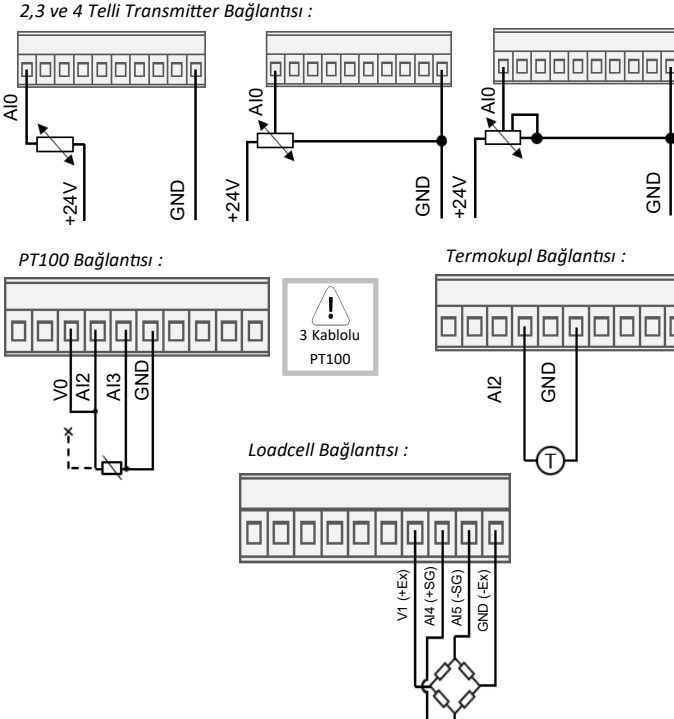 2,3 ve 4 Telli Transmitter Bağlantısı :
AI0
+24V
GND
AI0
+24V
GND
AI0
+24V
GND
PT100 Bağlantısı :
V0
AI2
AI3
GND
3 Kablolu
PT100
Termokupl Bağlantısı :
AI2
GND
T
Loadcell Bağlantısı :
V1 (+Ex)
AI4 (+SG)
AI5 (-SG)
GND (-Ex)